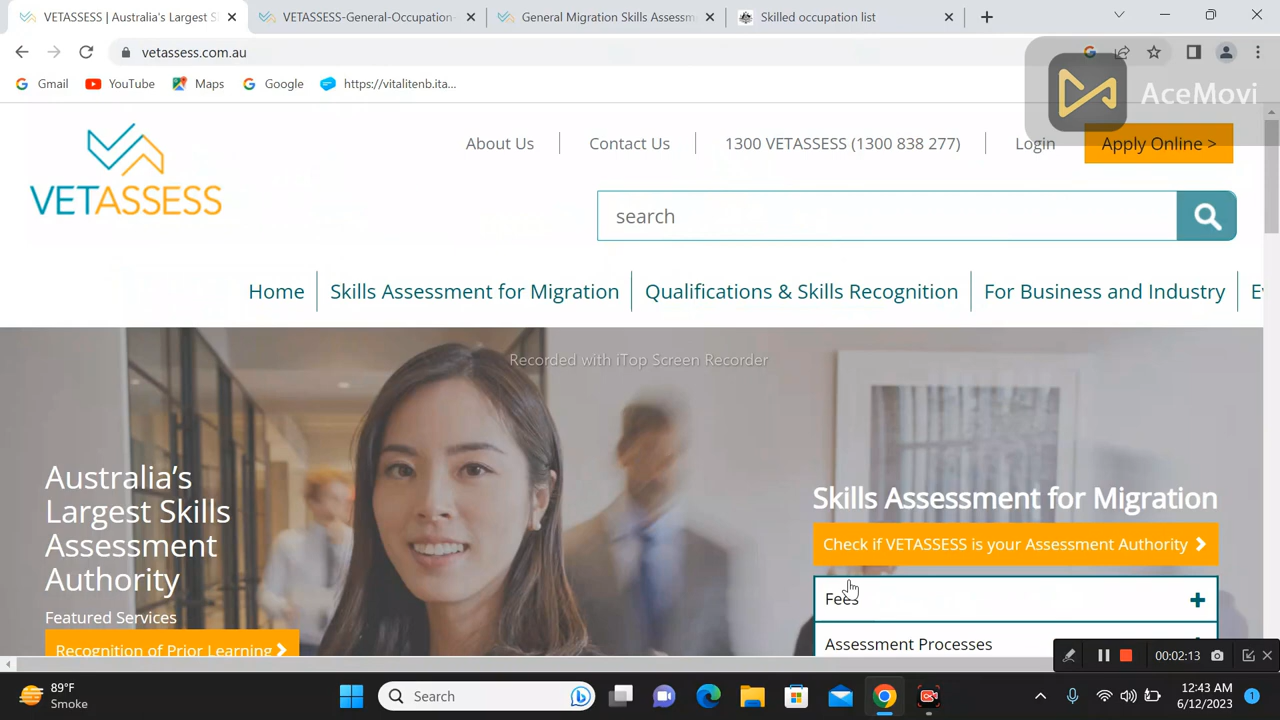 VETASSESS | Australia's Largest S
VETASSESS-General-Occupation-
General Migration Skills Assessm
Skilled occupation list
vetassess.com.au
Gmail
YouTube
Maps
Google
https://vitalitenb.ita...
AceMovi
VETASSESS
About Us
Contact Us
1300 VETASSESS (1300 838 277)
Login
Apply Online >
search
Home
Skills Assessment for Migration
Qualifications & Skills Recognition
For Business and Industry
Recorded with iTop Screen Recorder
Australia's
Largest Skills
Assessment
Authority
Featured Services
Recognition of Prior Learning
Skills Assessment for Migration
Check if VETASSESS is your Assessment Authority
Fees
Assessment Processes
00:02:13
89°F
Smoke
Search
12:43 AM
6/12/2023
1